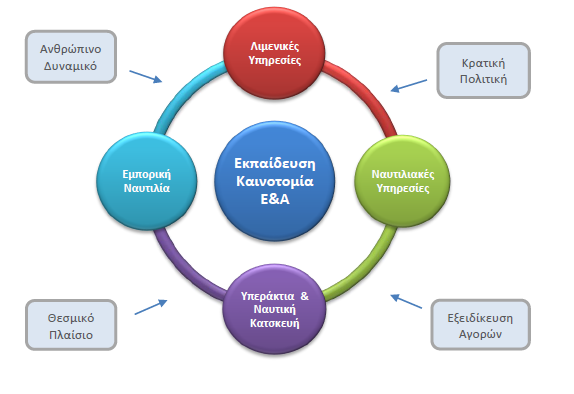 Ανθρώπινο
Δυναμικό
Λιμενικές
Υπηρεσίες
Κρατική
Πολιτική
Εμπορική
Ναυτιλία
Εκπαίδευση
Καινοτομία
Ε&Α
Ναυτιλιακές
Υπηρεσίες
Υπεράκτια &
Ναυτική
Κατσκευή
Θεσμικό
Πλαίσιο
Εξειδίκευση
Αγορών